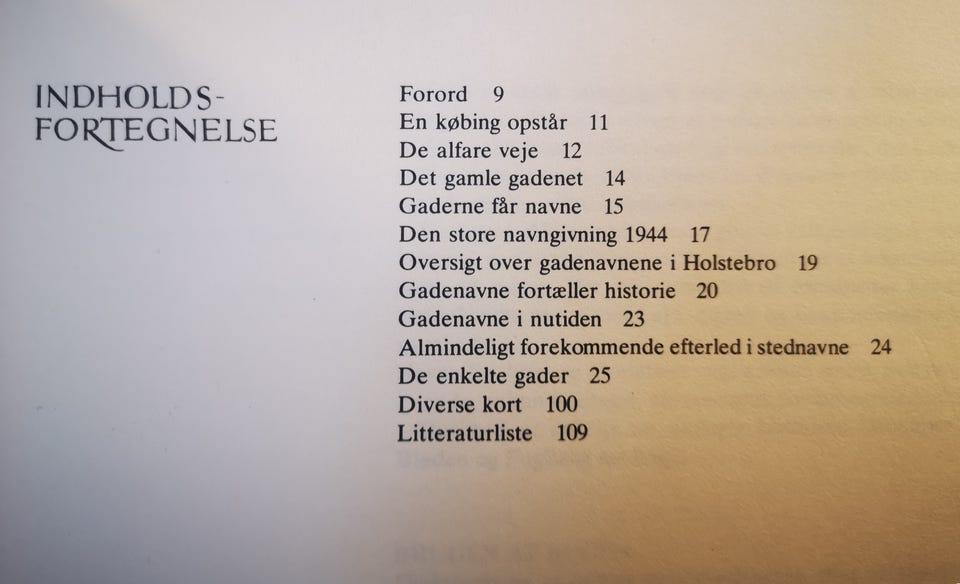 INDHOLDS-
FORTEGNELSE
Forord 9
En købing opstår 11
De alfare veje 12
Det gamle gadenet 14
Gaderne får navne 15
Den store navngivning 1944 17
Oversigt over gadenavnene i Holstebro 19
Gadenavne fortæller historie 20
Gadenavne i nutiden 23
Almindeligt forekommende efterled i stednavne 24
De enkelte gader 25
Diverse kort 100
Litteraturliste 109